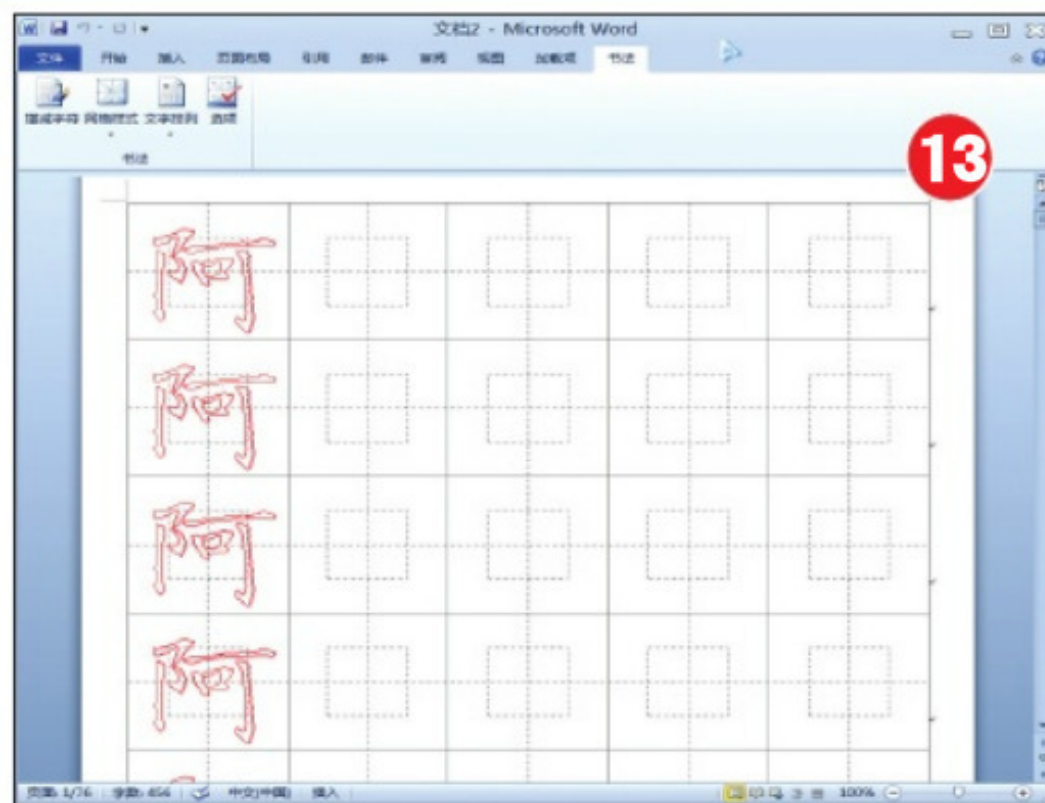 文档2 - Microsoft Word
文件 开始 插入 页面布局 引用 邮件 审阅 视图 加载项 书法
增减字符 网格样式 文字排列 选项
书法
13
阿
阿
阿
阿
页面: 1/76 字数: 456 中文(中国) 插入 100%